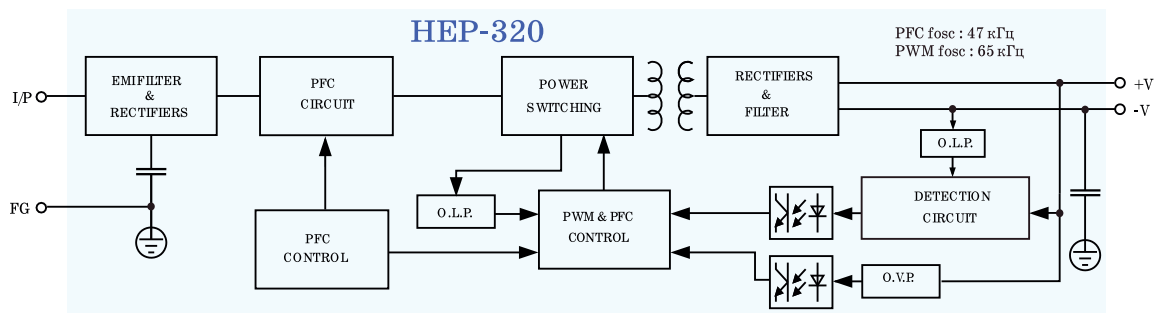 HEP-320
PFC fosc : 47 кГц
PWM fosc : 65 кГц
I/P
EMIFILTER
&
RECTIFIERS
PFC
CIRCUIT
POWER
SWITCHING
RECTIFIERS
&
FILTER
+V
-V
O.L.P.
FG
PFC
CONTROL
O.L.P.
PWM & PFC
CONTROL
DETECTION
CIRCUIT
O.V.P.